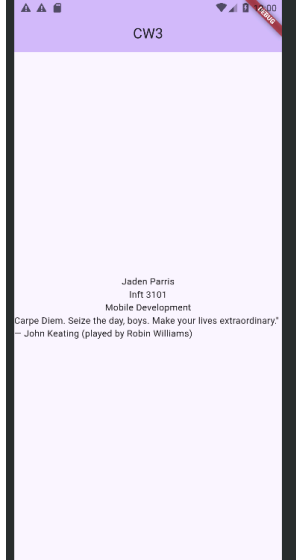 CW3
DEBUG
Jaden Parris
Inft 3101
Mobile Development
Carpe Diem. Seize the day, boys. Make your lives extraordinary."
— John Keating (played by Robin Williams)